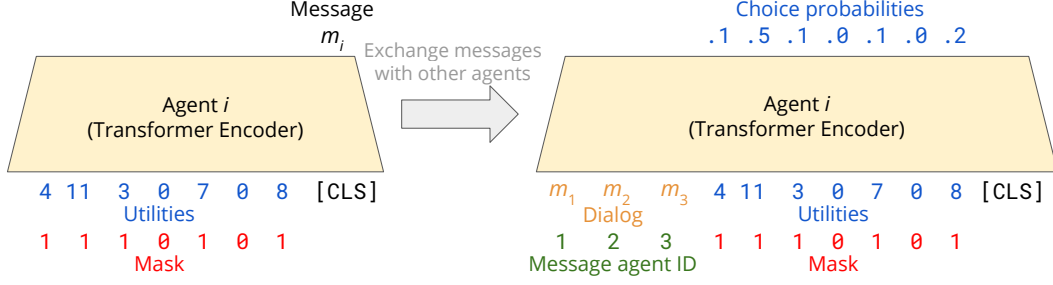 Message
m_i
Agent i
(Transformer Encoder)
4 11 3 0 7 0 8 [CLS]
Utilities
1 1 1 0 1 0 1
Mask
Exchange messages
with other agents
Choice probabilities
.1 .5 .1 .0 .1 .0 .2
Agent i
(Transformer Encoder)
m_1 m_2 m_3 4 11 3 0 7 0 8 [CLS]
Dialog Utilities
1 2 3 1 1 1 0 1 0 1
Message agent ID Mask